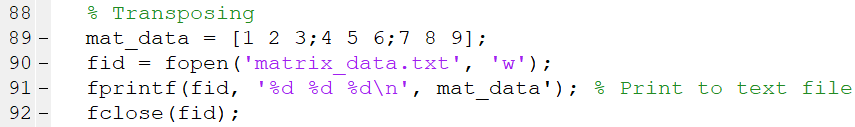 88 % Transposing
89 - mat_data = [1 2 3;4 5 6;7 8 9];
90 - fid = fopen('matrix_data.txt', 'w');
91 - fprintf(fid, '%d %d %d\n', mat_data'); % Print to text file
92 - fclose(fid);